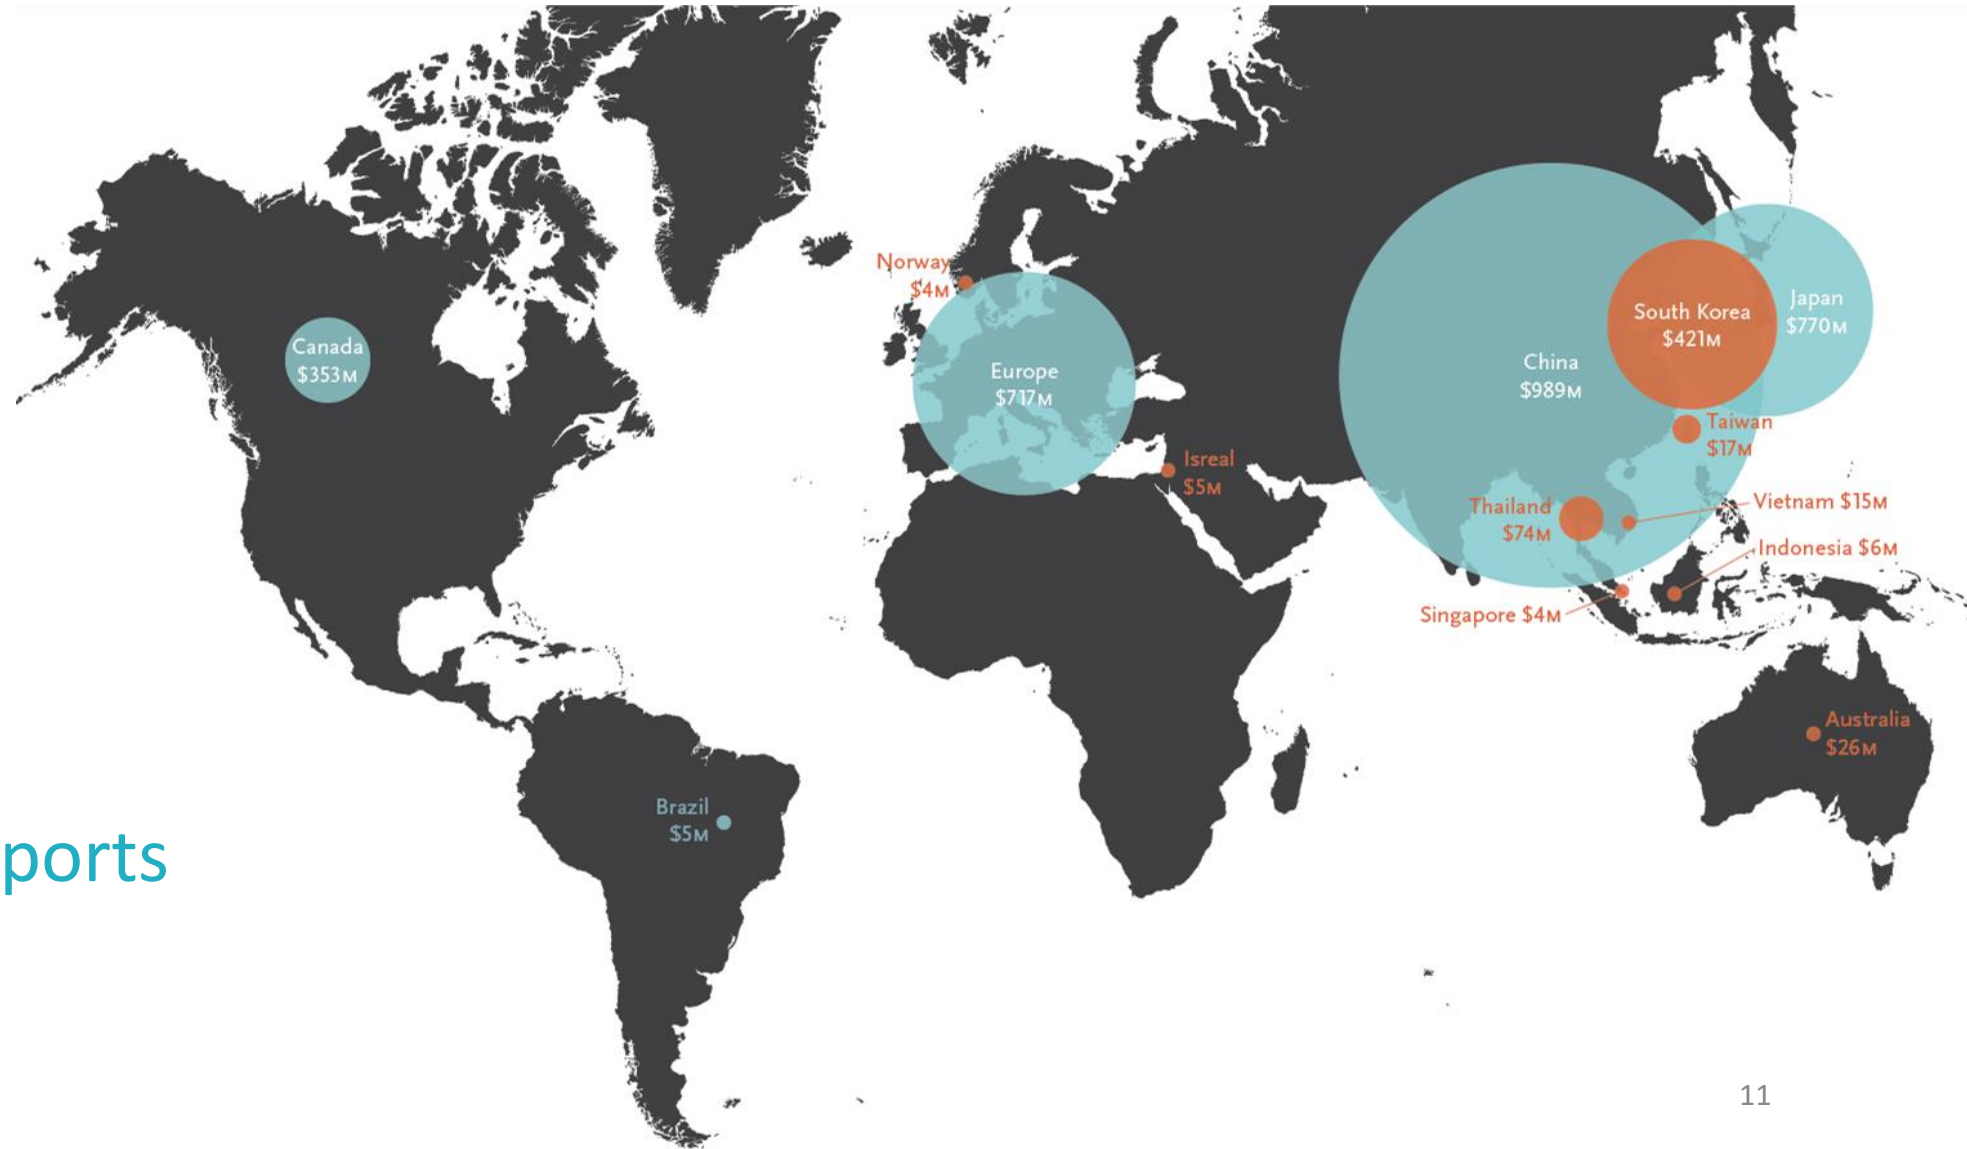 Norway
$4M
Canada
$353M
Europe
$717M
Isreal
$5M
China
$989M
South Korea
$421M
Japan
$770M
Taiwan
$17M
Thailand
$74M
Vietnam $15M
Indonesia $6M
Singapore $4M
Australia
$26M
Brazil
$5M
ports
11